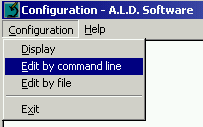 Configuration - A.L.D. Software
Configuration Help
Display
Edit by command line
Edit by file
Exit